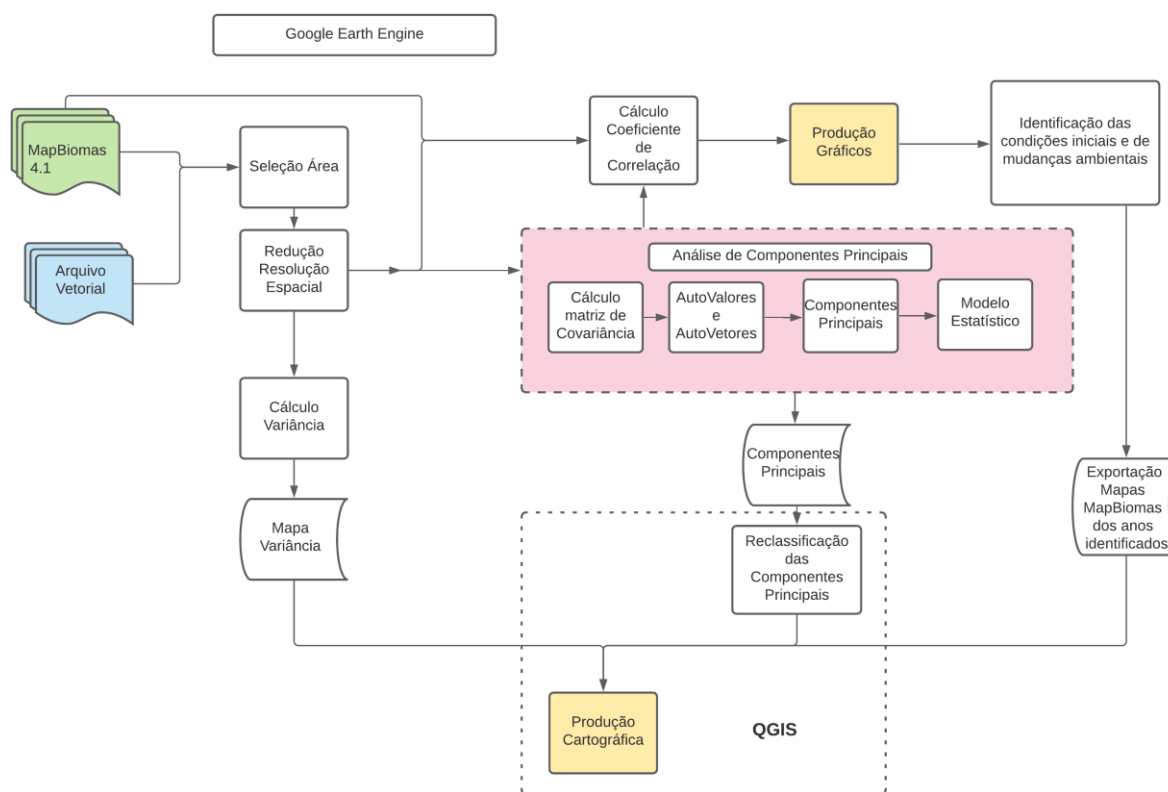 Google Earth Engine
MapBiomas
4.1
Arquivo
Vetorial
Seleção Área
Redução
Resolução
Espacial
Cálculo
Variância
Mapa
Variância
Cálculo
Coeficiente
de
Correlação
Produção
Gráficos
Identificação das
condições iniciais e de
mudanças ambientais
Análise de Componentes Principais
Cálculo
matriz de
Covariância
AutoValores
e
AutoVetores
Componentes
Principais
Modelo
Estatístico
Componentes
Principais
Exportação
Mapas
MapBiomas
dos anos
identificados
Reclassificação
das
Componentes
Principais
Produção
Cartográfica
QGIS